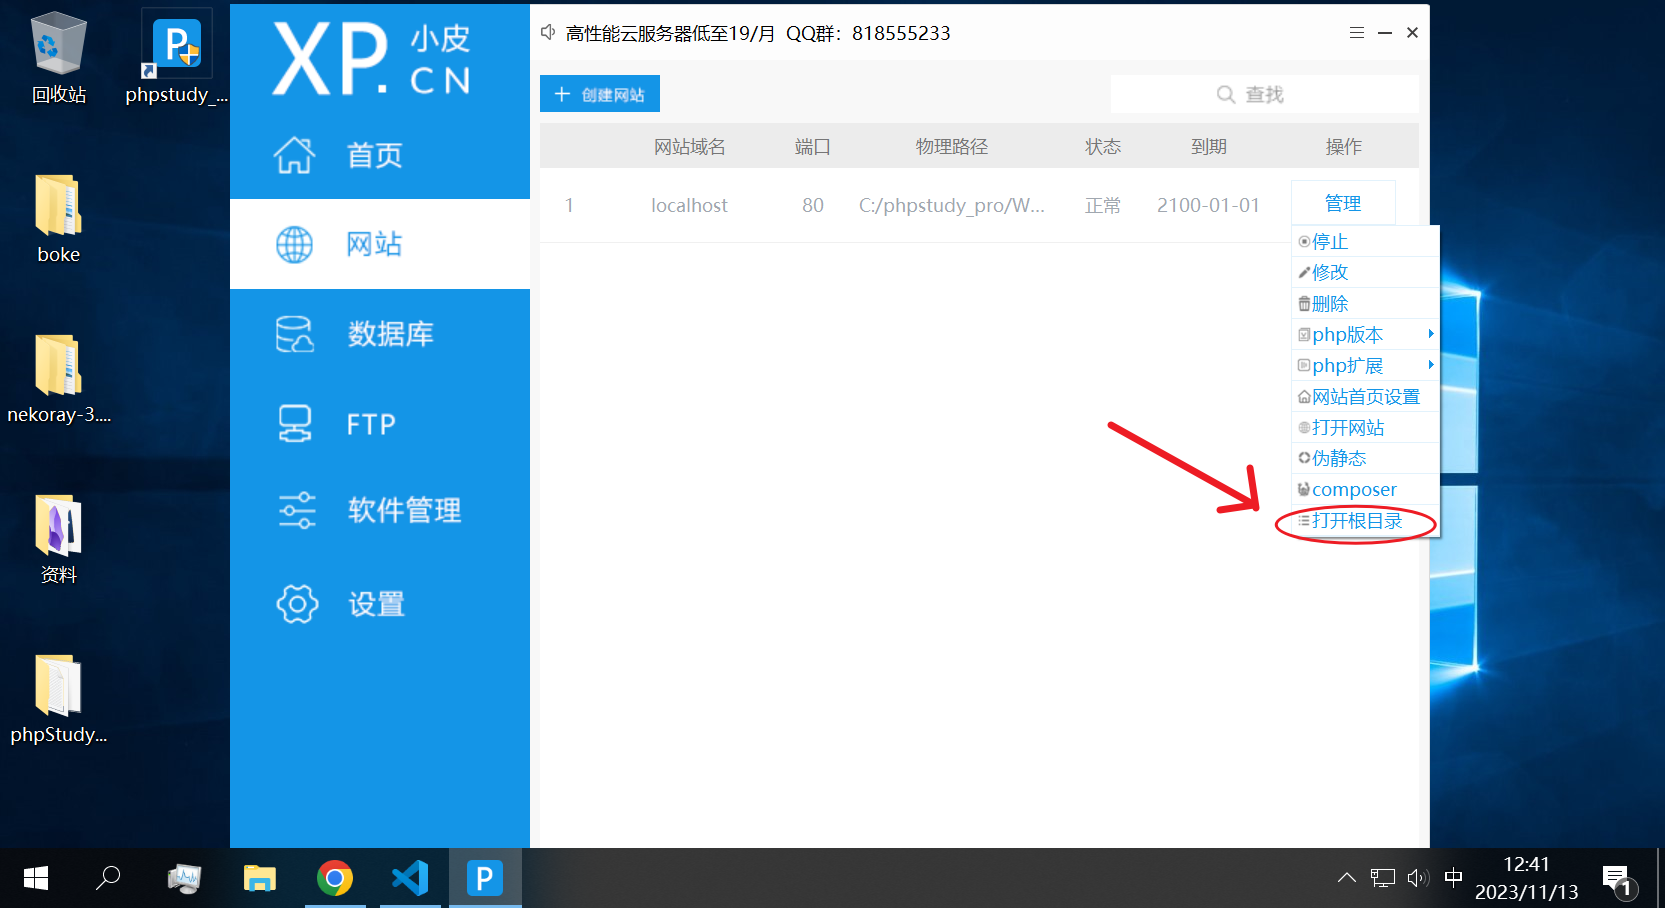 回收站
phpstudy_...
boke
nekoray-3....
资料
phpStudy...
XP.小皮
CN
首页
网站
数据库
FTP
软件管理
设置
高性能云服务器低至19/月 QQ群：818555233
创建网站
查找
网站域名 端口 物理路径 状态 到期 操作
1 localhost 80 C:/phpstudy_pro/W... 正常 2100-01-01 管理
停止
修改
删除
php版本
php扩展
网站首页设置
打开网站
伪静态
composer
打开根目录
P
中
12:41
2023/11/13
1